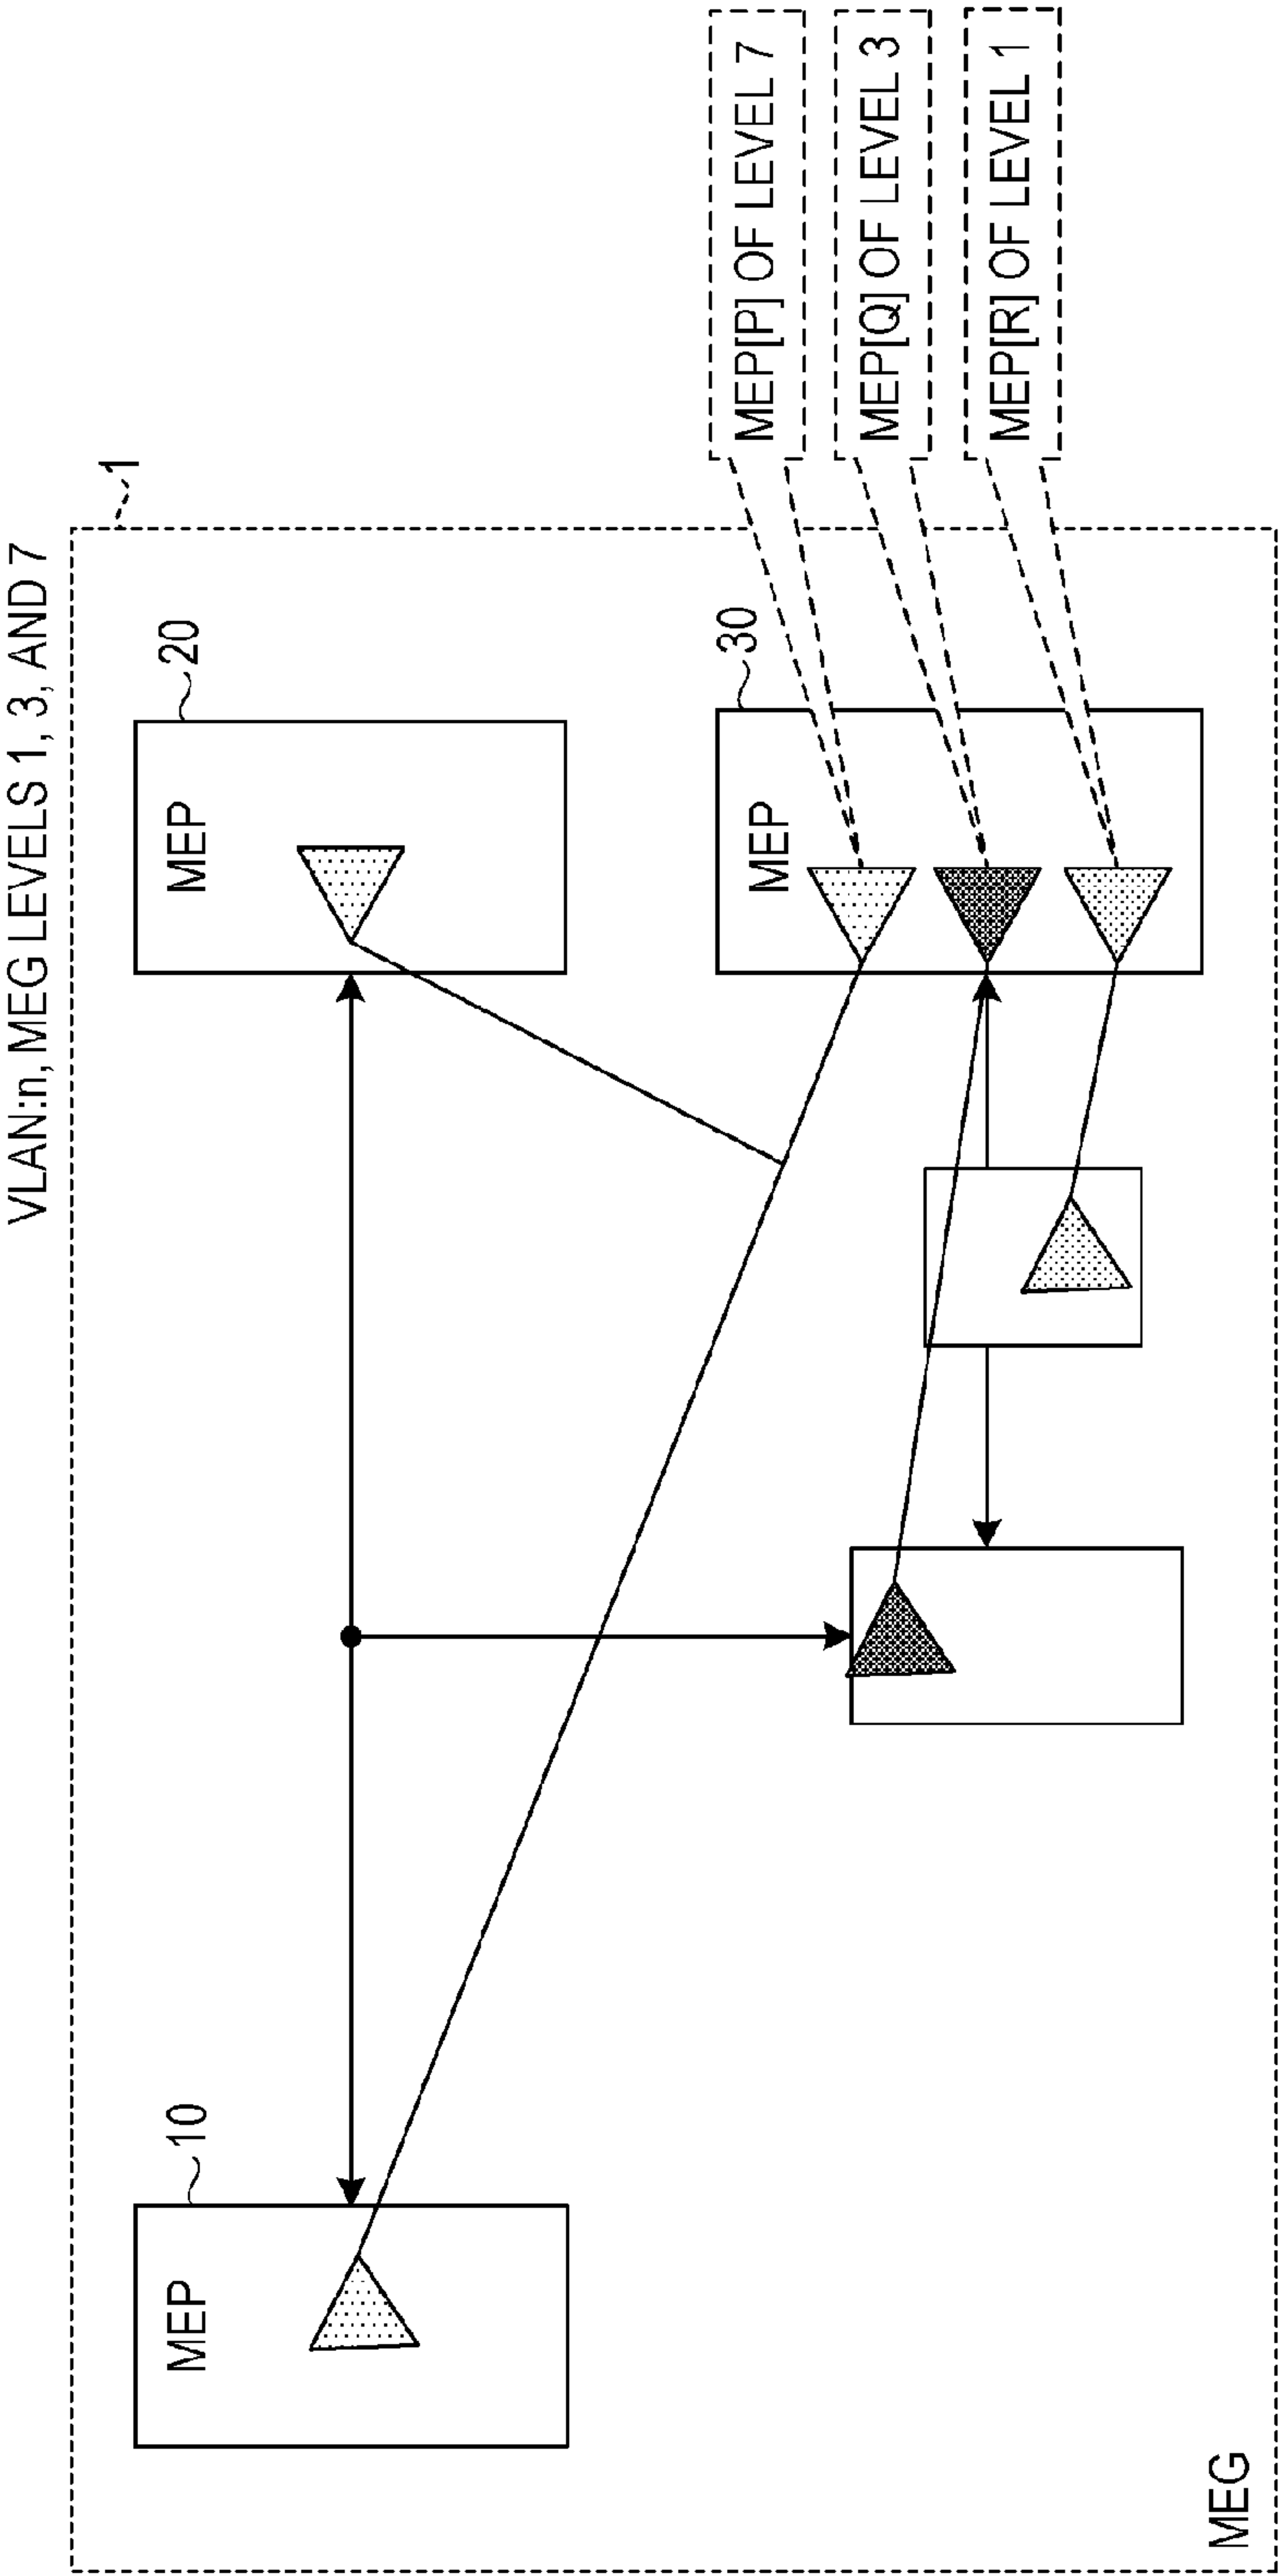 VLAN:n, MEG LEVELS 1, 3, AND 7
1
10
20
MEP
MEP
30
MEP
MEP[P] OF LEVEL 7
MEP[Q] OF LEVEL 3
MEP[R] OF LEVEL 1
MEG